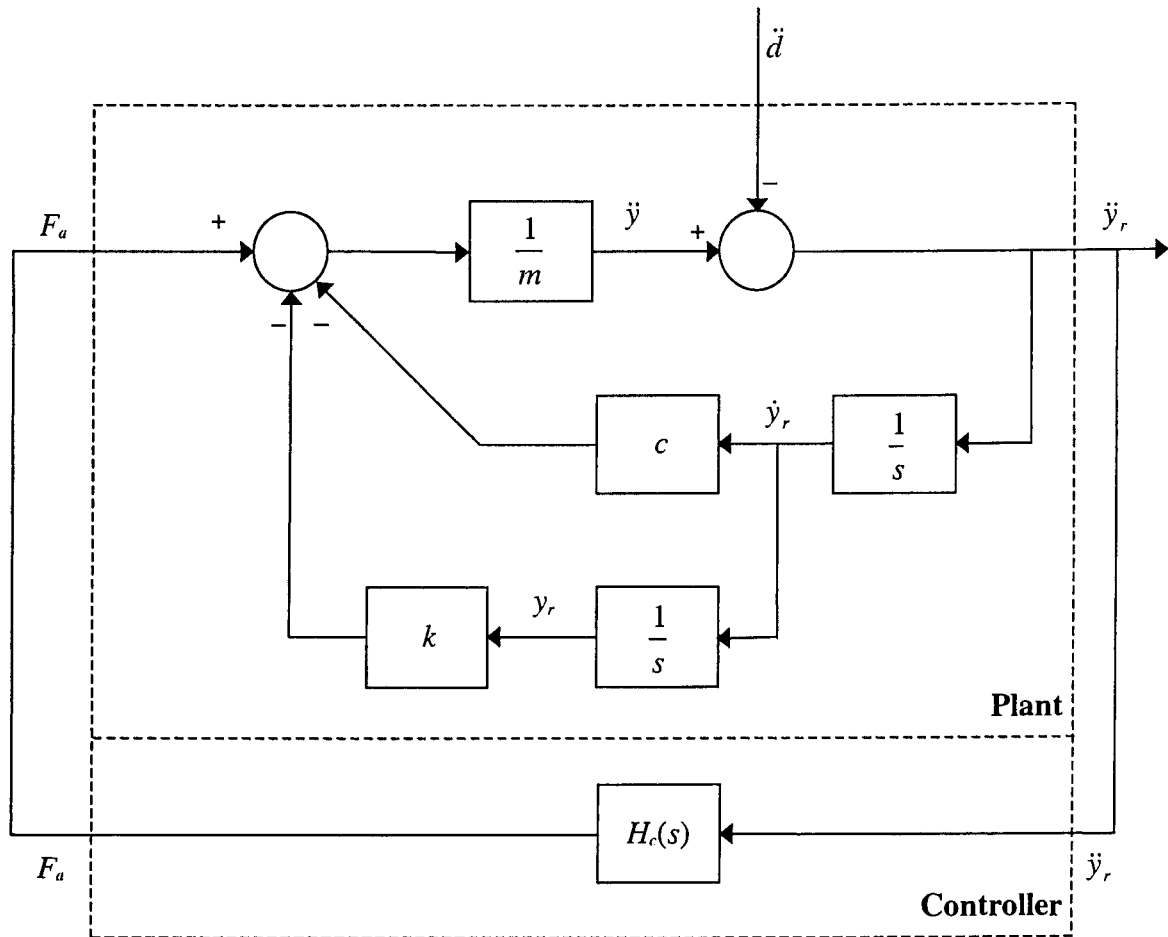 d̈
F_a
+
1/m
ÿ
+
−
ÿ_r
−
−
c
ẏ_r
1/s
k
y_r
1/s
Plant
H_c(s)
F_a
ÿ_r
Controller